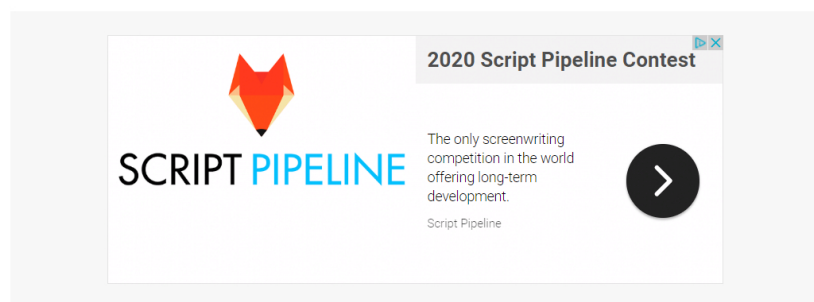 SCRIPT PIPELINE
2020 Script Pipeline Contest
The only screenwriting
competition in the world
offering long-term
development.
Script Pipeline